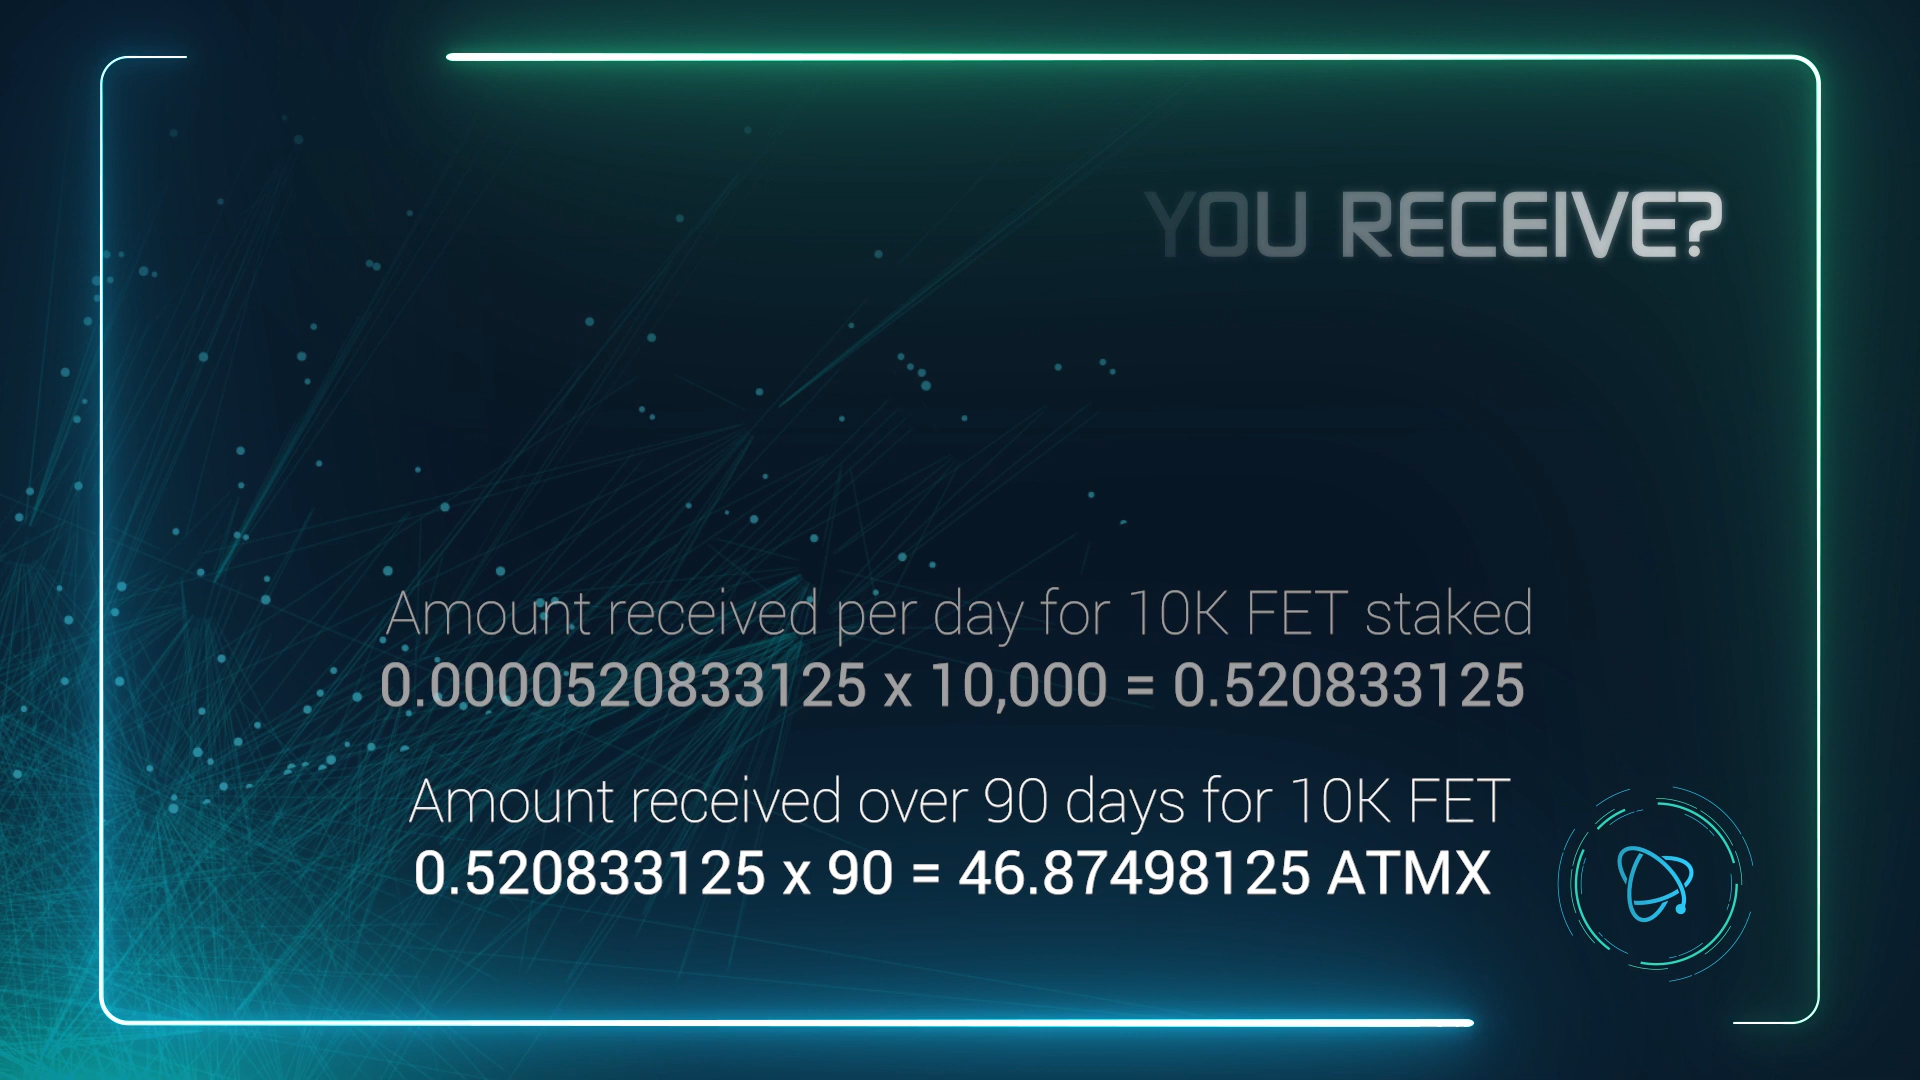 YOU RECEIVE?
Amount received per day for 10K FET staked
0.0000520833125 x 10,000 = 0.520833125
Amount received over 90 days for 10K FET
0.520833125 x 90 = 46.87498125 ATMX